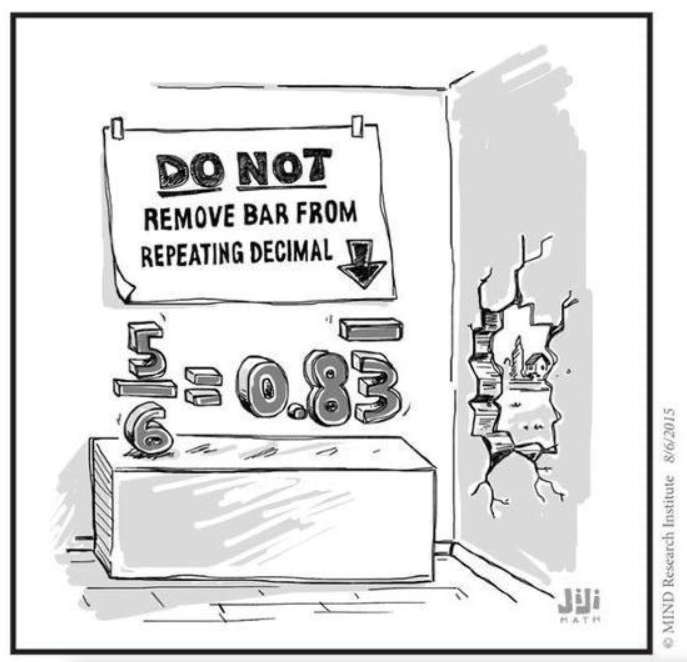 DO NOT
REMOVE BAR FROM
REPEATING DECIMAL
5/6 = 0.83̅
JiJi
MATH
© MIND Research Institute 8/6/2015